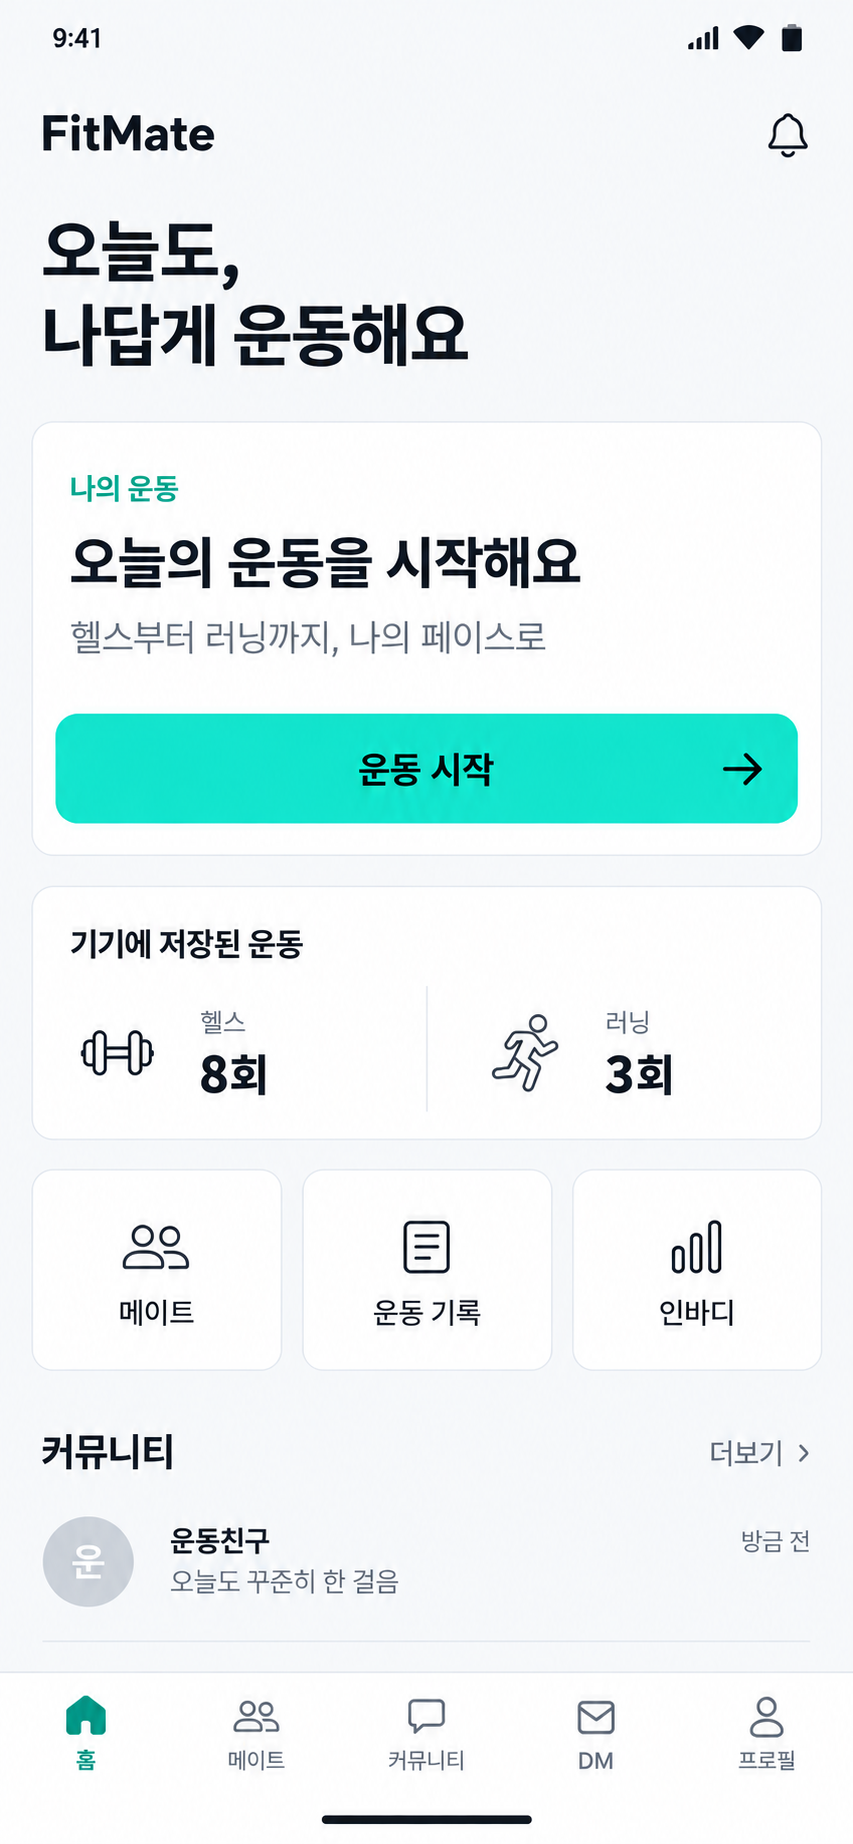 9:41
FitMate
오늘도,
나답게 운동해요
나의 운동
오늘의 운동을 시작해요
헬스부터 러닝까지, 나의 페이스로
운동 시작
기기에 저장된 운동
헬스
8회
러닝
3회
메이트
운동 기록
인바디
커뮤니티
더보기
운
운동친구
방금 전
오늘도 꾸준히 한 걸음
홈
메이트
커뮤니티
DM
프로필